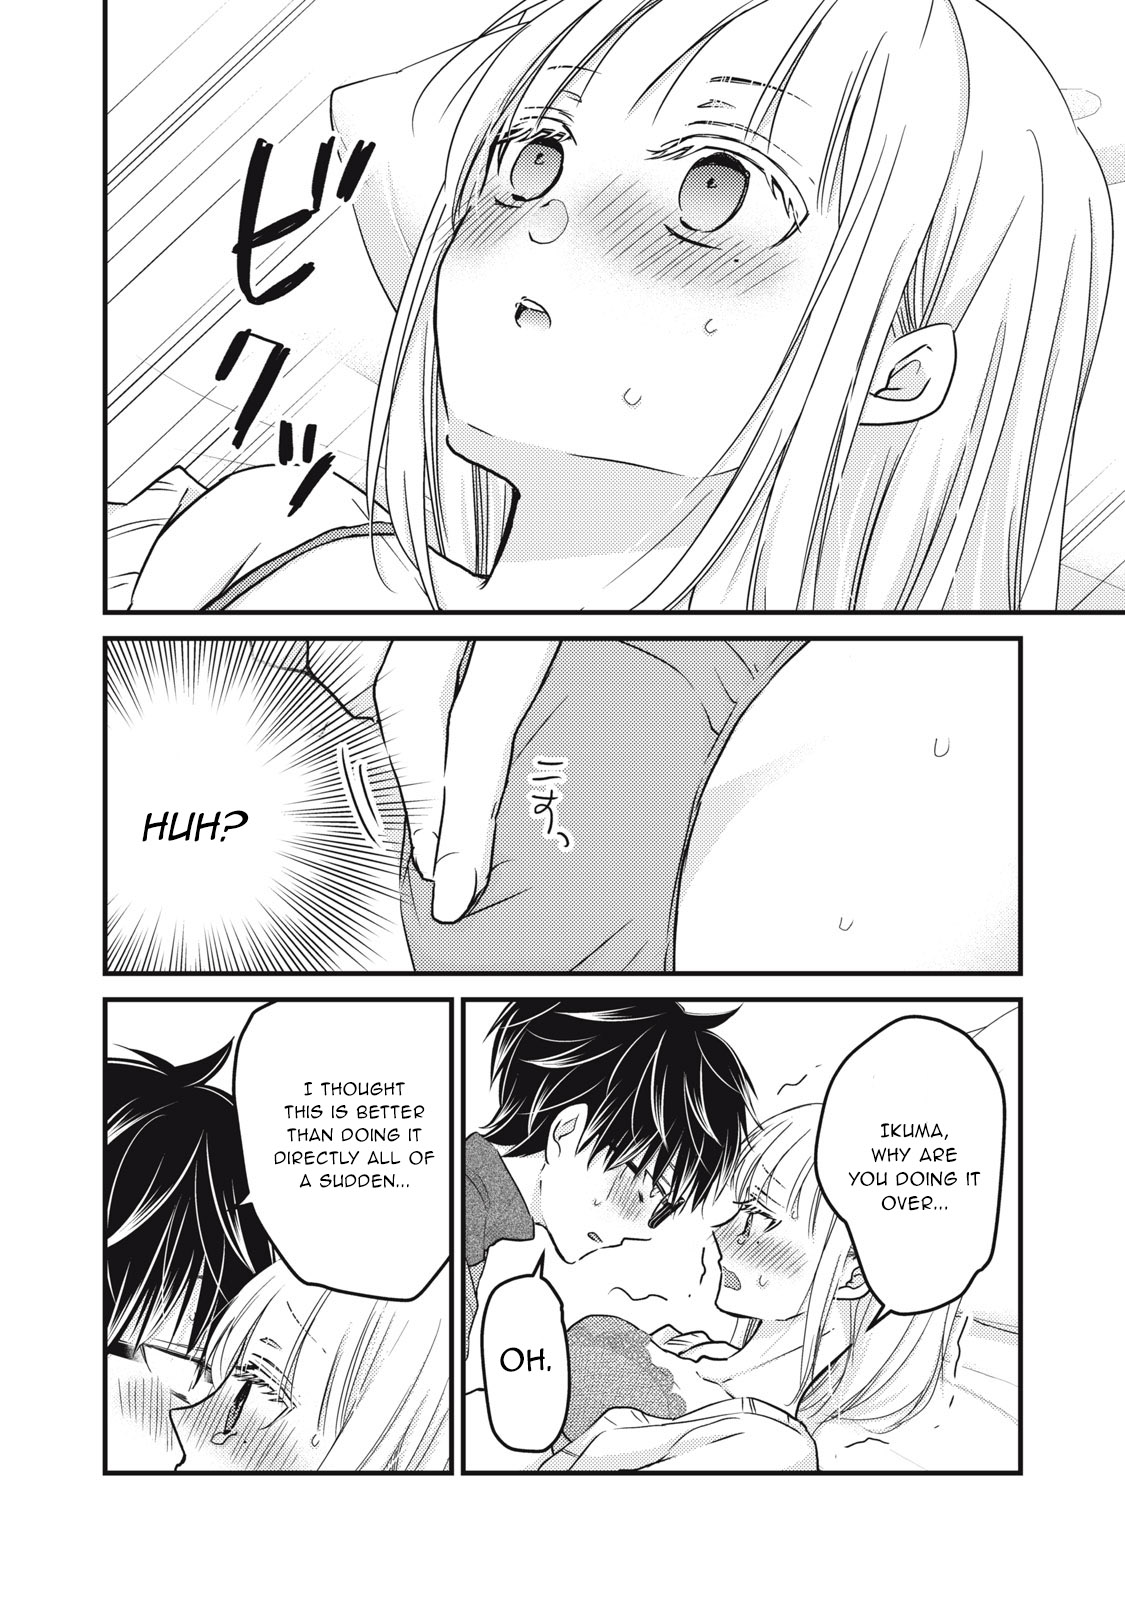 ビクッ
HUH?
こす、
IKUMA,
WHY ARE
YOU DOING IT
OVER...
OH.
I THOUGHT
THIS IS BETTER
THAN DOING IT
DIRECTLY ALL OF
A SUDDEN...